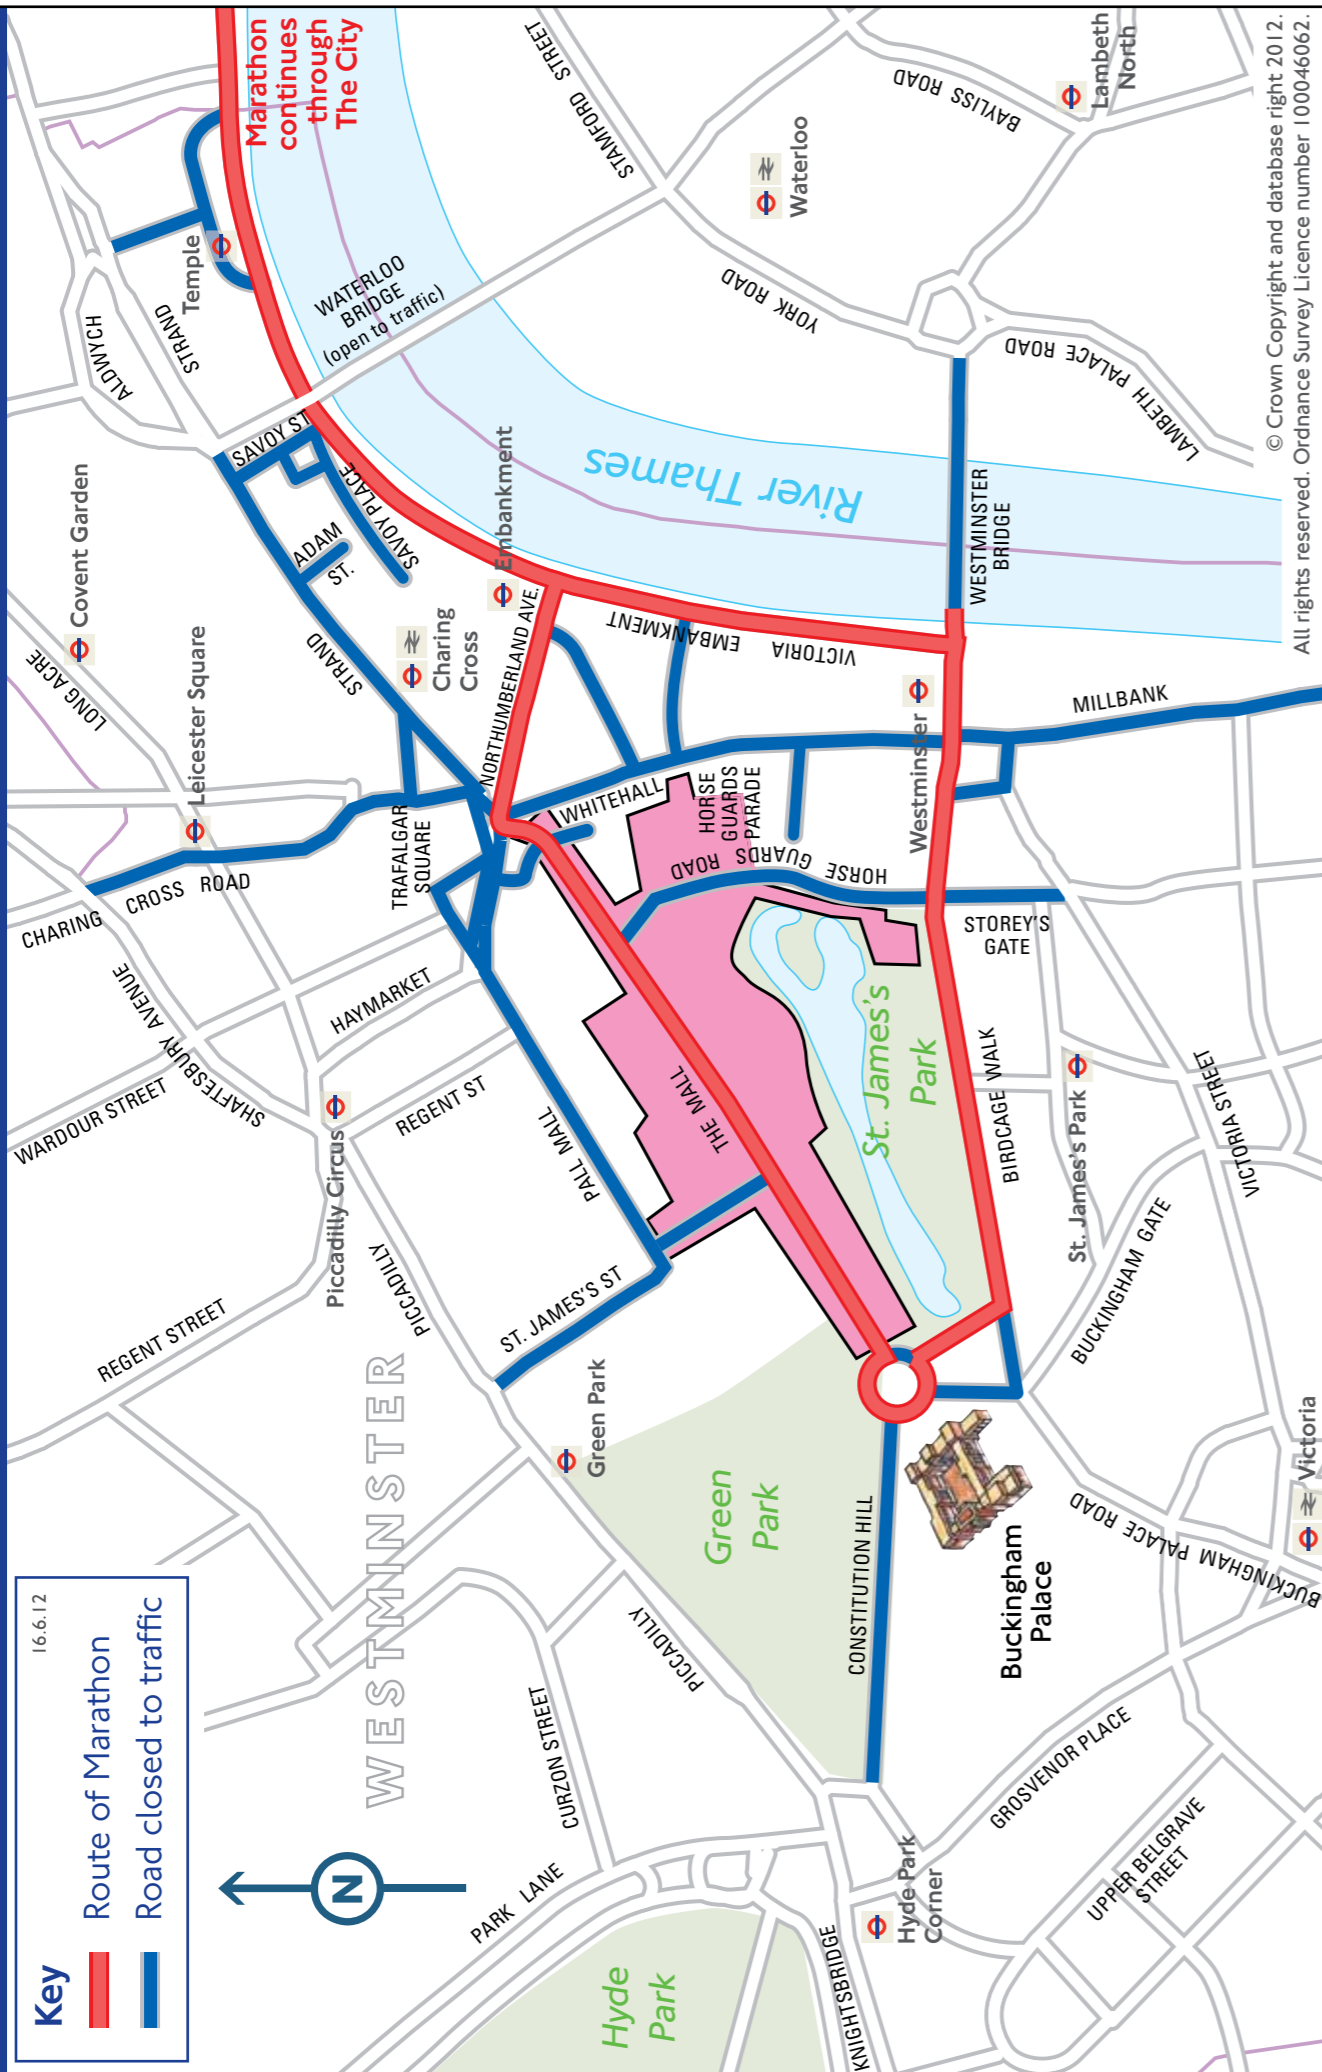 Key
16.6.12
Route of Marathon
Road closed to traffic
N
WESTMINSTER
Hyde
Park
PARK LANE
KNIGHTSBRIDGE
Hyde Park
Corner
CURZON STREET
PICCADILLY
GROSVENOR PLACE
UPPER BELGRAVE
STREET
CONSTITUTION HILL
Green
Park
Green Park
Buckingham
Palace
BUCKINGHAM PALACE ROAD
Victoria
REGENT STREET
Piccadilly Circus
PICCADILLY
ST. JAMES'S ST
PALL MALL
REGENT ST
HAYMARKET
WARDOUR STREET
SHAFTESBURY AVENUE
CHARING CROSS ROAD
Leicester Square
LONG ACRE
Covent Garden
TRAFALGAR
SQUARE
THE MALL
St. James's
Park
BIRDCAGE WALK
BUCKINGHAM GATE
St. James's Park
VICTORIA STREET
STOREY'S
GATE
HORSE GUARDS ROAD
HORSE
GUARDS
PARADE
WHITEHALL
Westminster
MILLBANK
NORTHUMBERLAND AVE.
Charing
Cross
STRAND
ADAM
ST.
SAVOY PLACE
SAVOY ST
Embankment
VICTORIA EMBANKMENT
WESTMINSTER
BRIDGE
River Thames
ALDWYCH
STRAND
Temple
WATERLOO
BRIDGE
(open to traffic)
Marathon
continues
through
The City
STAMFORD STREET
Waterloo
YORK ROAD
BAYLISS ROAD
Lambeth
North
LAMBETH PALACE ROAD
© Crown Copyright and database right 2012.
All rights reserved. Ordnance Survey Licence number 100046062.